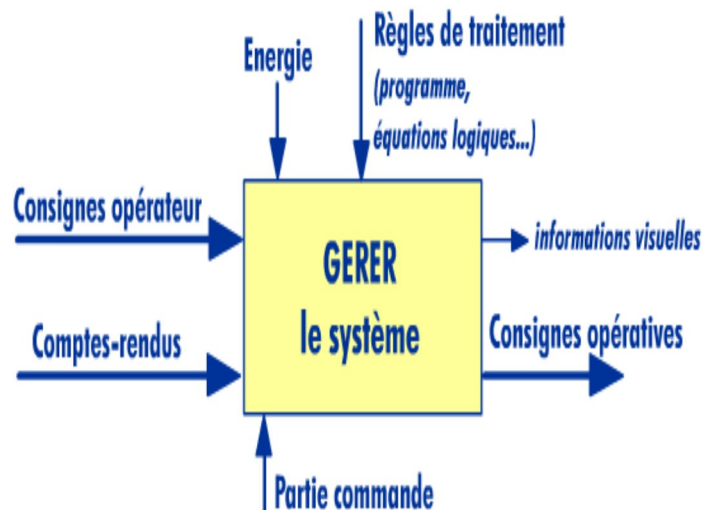 Energie
Règles de traitement
(programme,
équations logiques...)
Consignes opérateur
informations visuelles
GERER
le système
Comptes-rendus
Consignes opératives
Partie commande